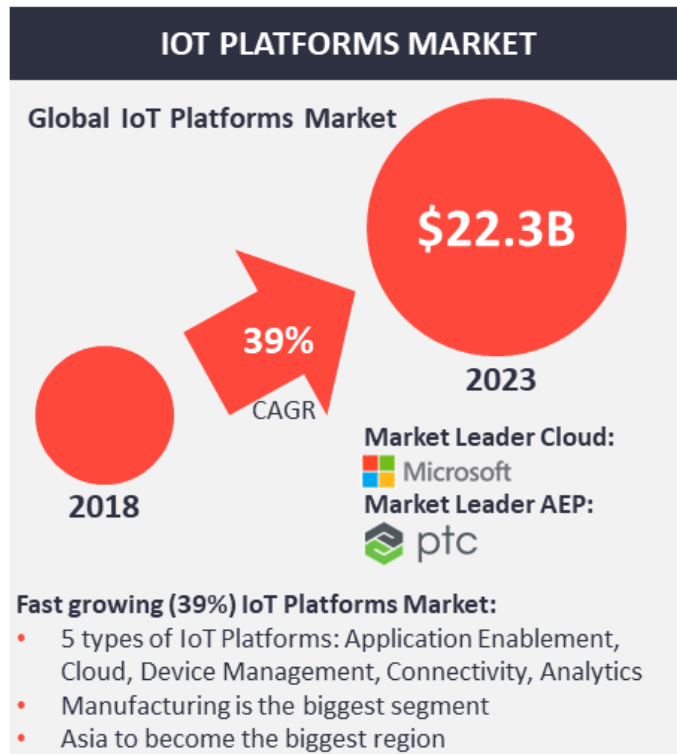 IOT PLATFORMS MARKET
Global IoT Platforms Market
$22.3B
39%
CAGR
2023
2018
Market Leader Cloud:
Microsoft
Market Leader AEP:
ptc
Fast growing (39%) IoT Platforms Market:
• 5 types of IoT Platforms: Application Enablement,
Cloud, Device Management, Connectivity, Analytics
• Manufacturing is the biggest segment
• Asia to become the biggest region